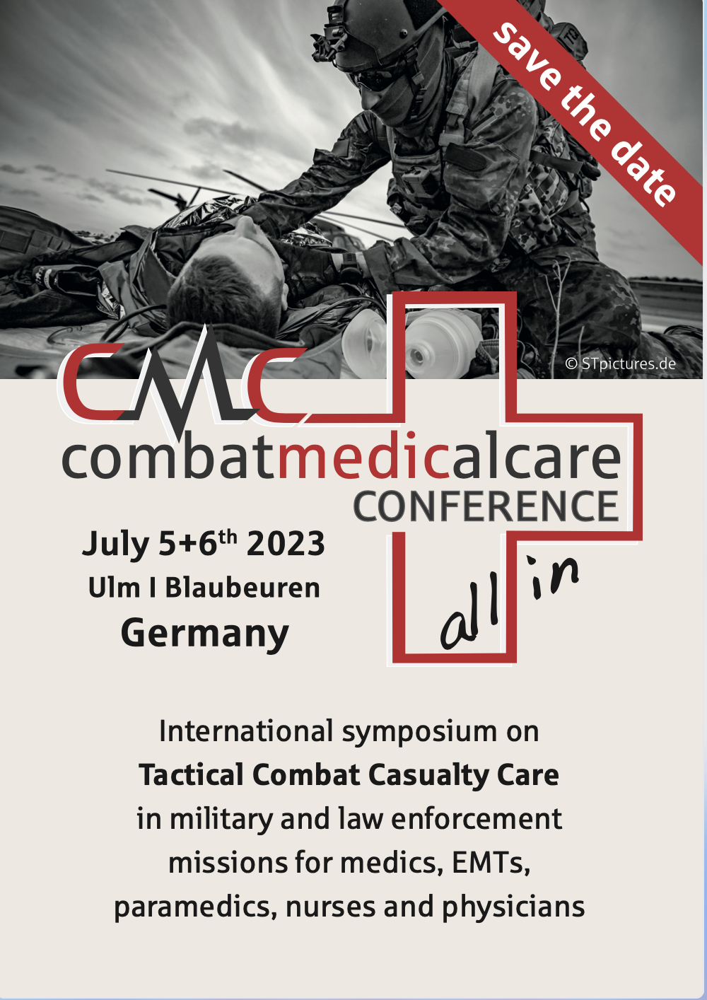 save the date
© STpictures.de
CMC
combatmedicalcare
CONFERENCE
July 5+6th 2023
Ulm I Blaubeuren
Germany
all in
International symposium on
Tactical Combat Casualty Care
in military and law enforcement
missions for medics, EMTs,
paramedics, nurses and physicians